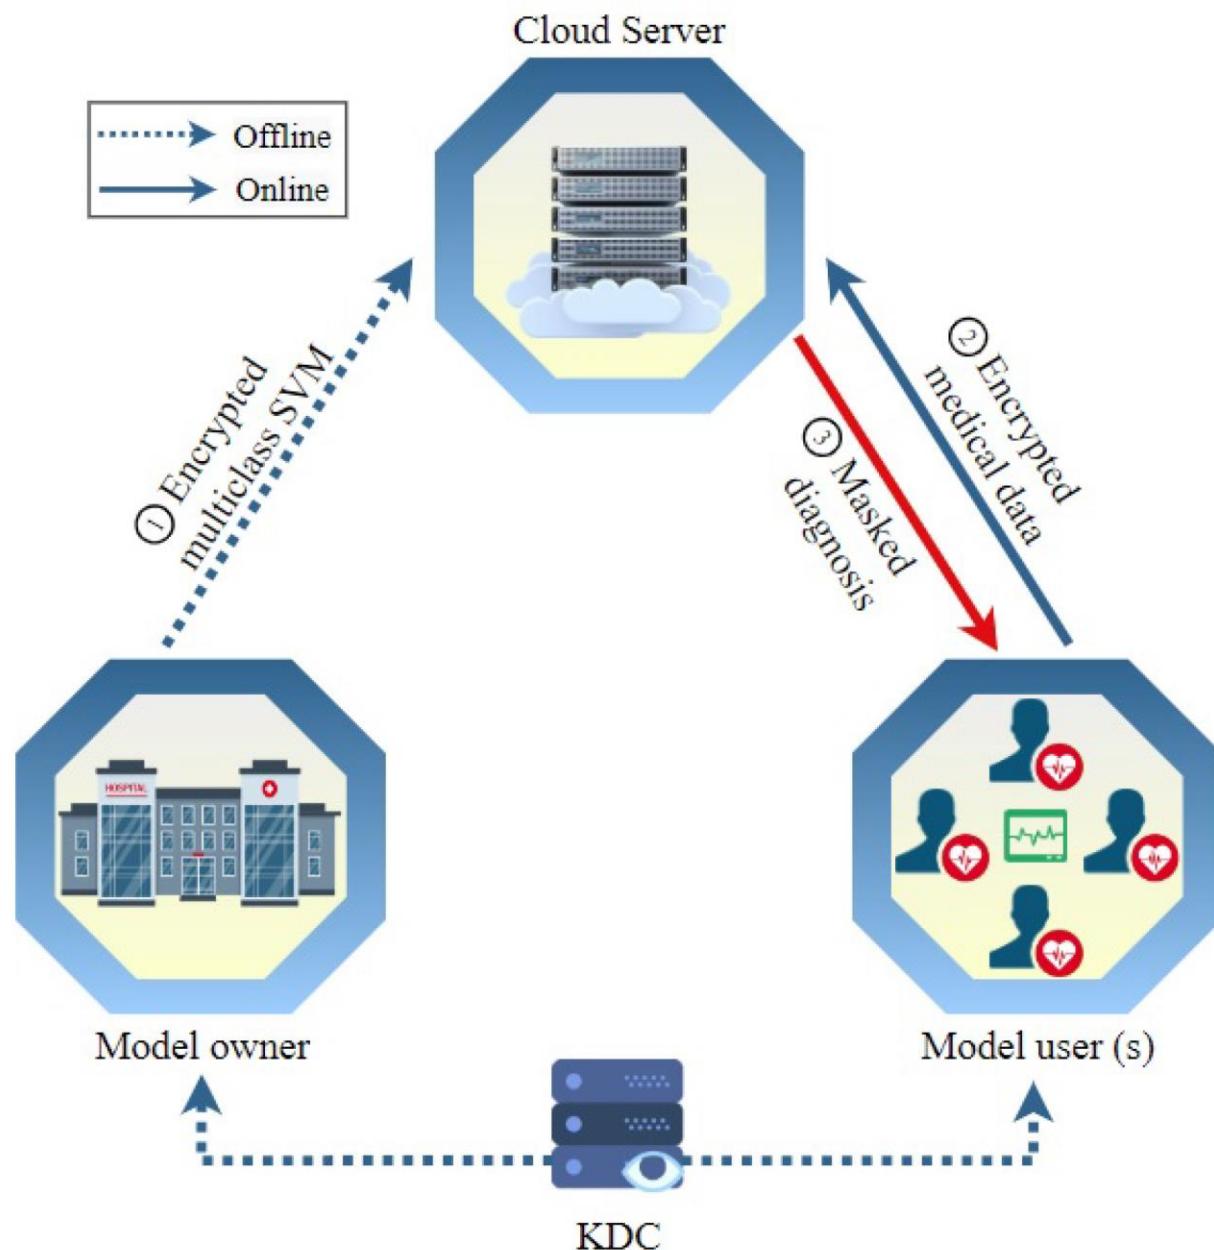 Cloud Server
Offline
Online
① Encrypted
multiclass SVM
② Encrypted
medical data
③ Masked
diagnosis
HOSPITAL
Model owner
Model user (s)
KDC